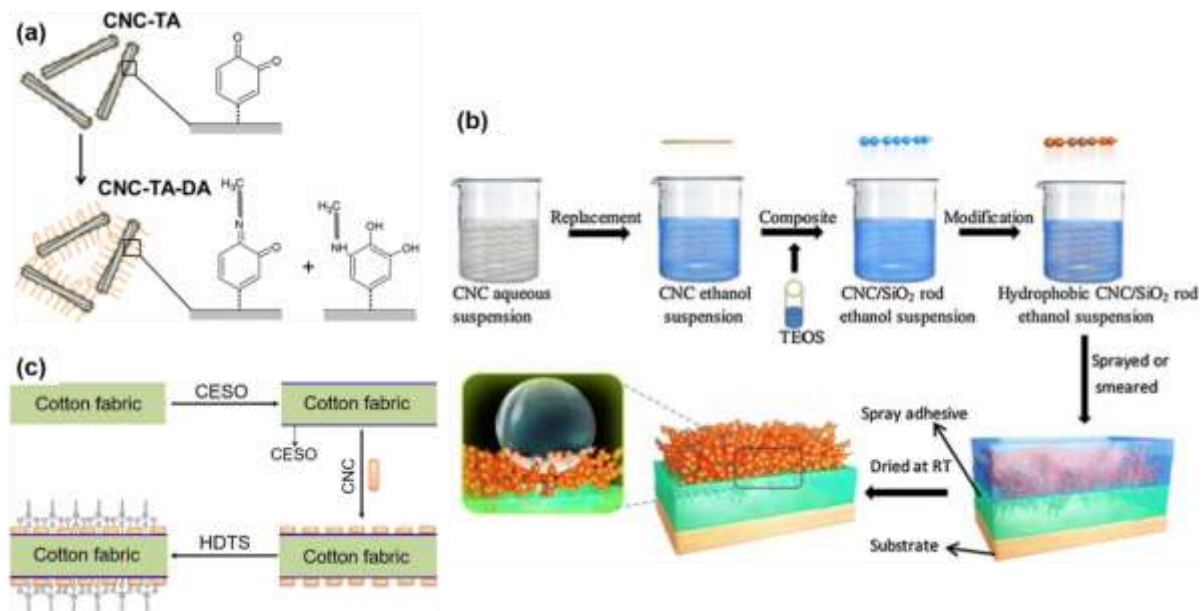 (a)
CNC-TA
O
O
CNC-TA-DA
H₃C
N
O
+
H₃C
NH
OH
OH
(b)
Replacement
Composite
Modification
CNC aqueous
suspension
CNC ethanol
suspension
TEOS
CNC/SiO₂ rod
ethanol suspension
Hydrophobic CNC/SiO₂ rod
ethanol suspension
Sprayed or
smeared
Spray adhesive
Dried at RT
Substrate
(c)
Cotton fabric
CESO
Cotton fabric
CESO
CNC
Cotton fabric
HDTS
Cotton fabric